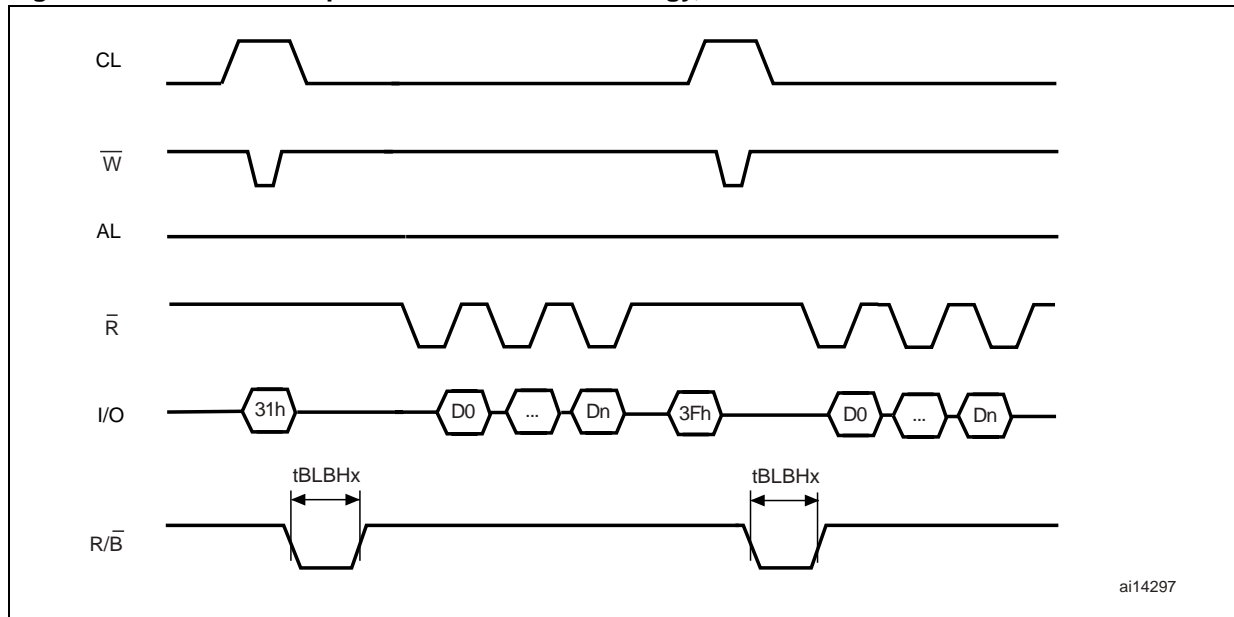 CL
W
AL
R
I/O 31h D0 ... Dn 3Fh D0 ... Dn
tBLBHx tBLBHx
R/B
ai14297